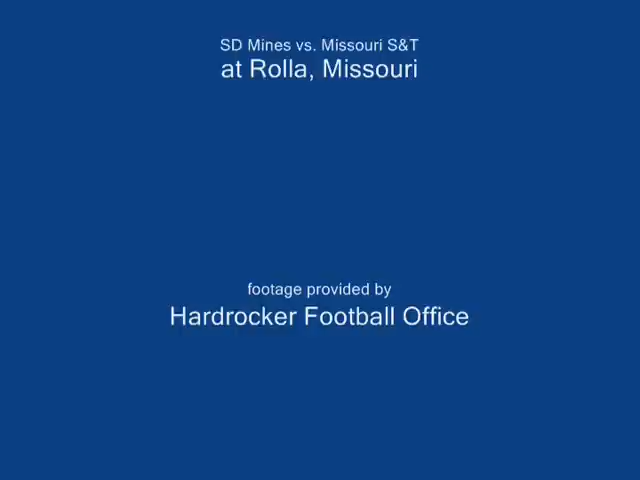 SD Mines vs. Missouri S&T
at Rolla, Missouri
footage provided by
Hardrocker Football Office